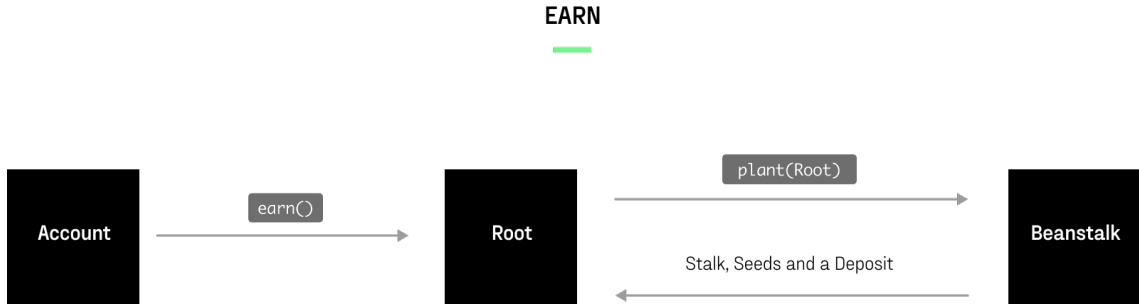 EARN
plant(Root)
earn()
Account
Root
Beanstalk
Stalk, Seeds and a Deposit